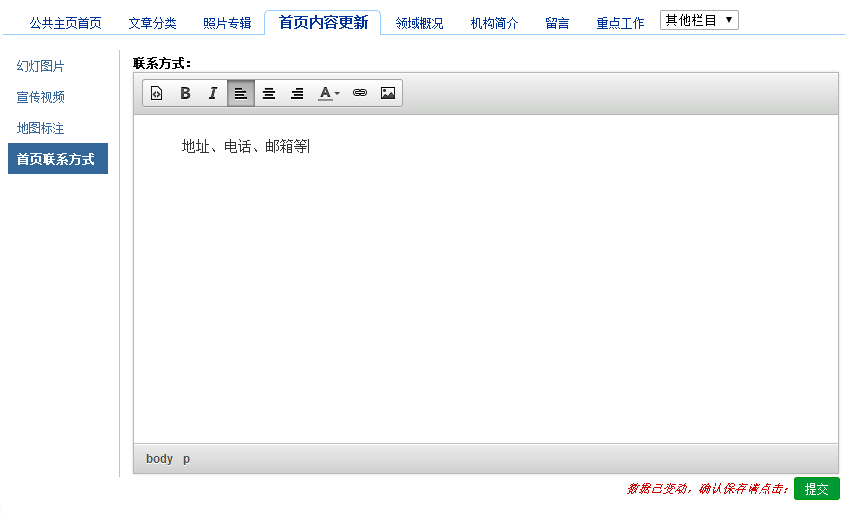 公共主页首页 文章分类 照片专辑 首页内容更新 领域概况 机构简介 留言 重点工作 其他栏目
幻灯图片
宣传视频
地图标注
首页联系方式
联系方式：
B I A
地址、电话、邮箱等
body p
数据已变动，确认保存请点击： 提交